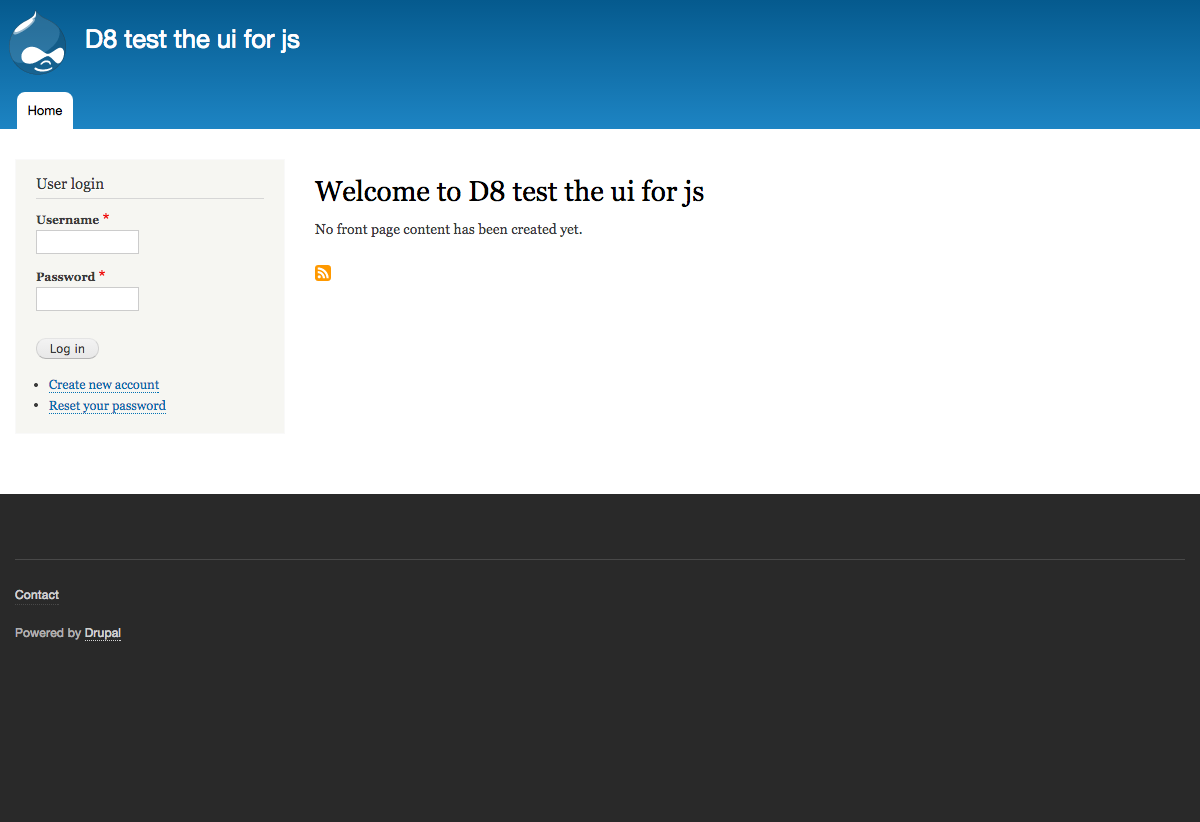 D8 test the ui for js
Home
User login
Username *
Password *
Log in
Create new account
Reset your password
Welcome to D8 test the ui for js
No front page content has been created yet.
Contact
Powered by Drupal